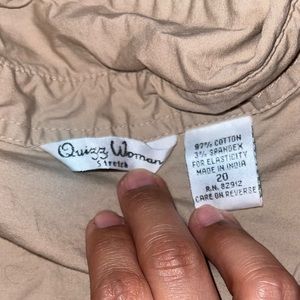 Quizz Woman
Stretch
97% COTTON
3% SPANDEX
FOR ELASTICITY
MADE IN INDIA
20
R.N. 82912
CARE ON REVERSE